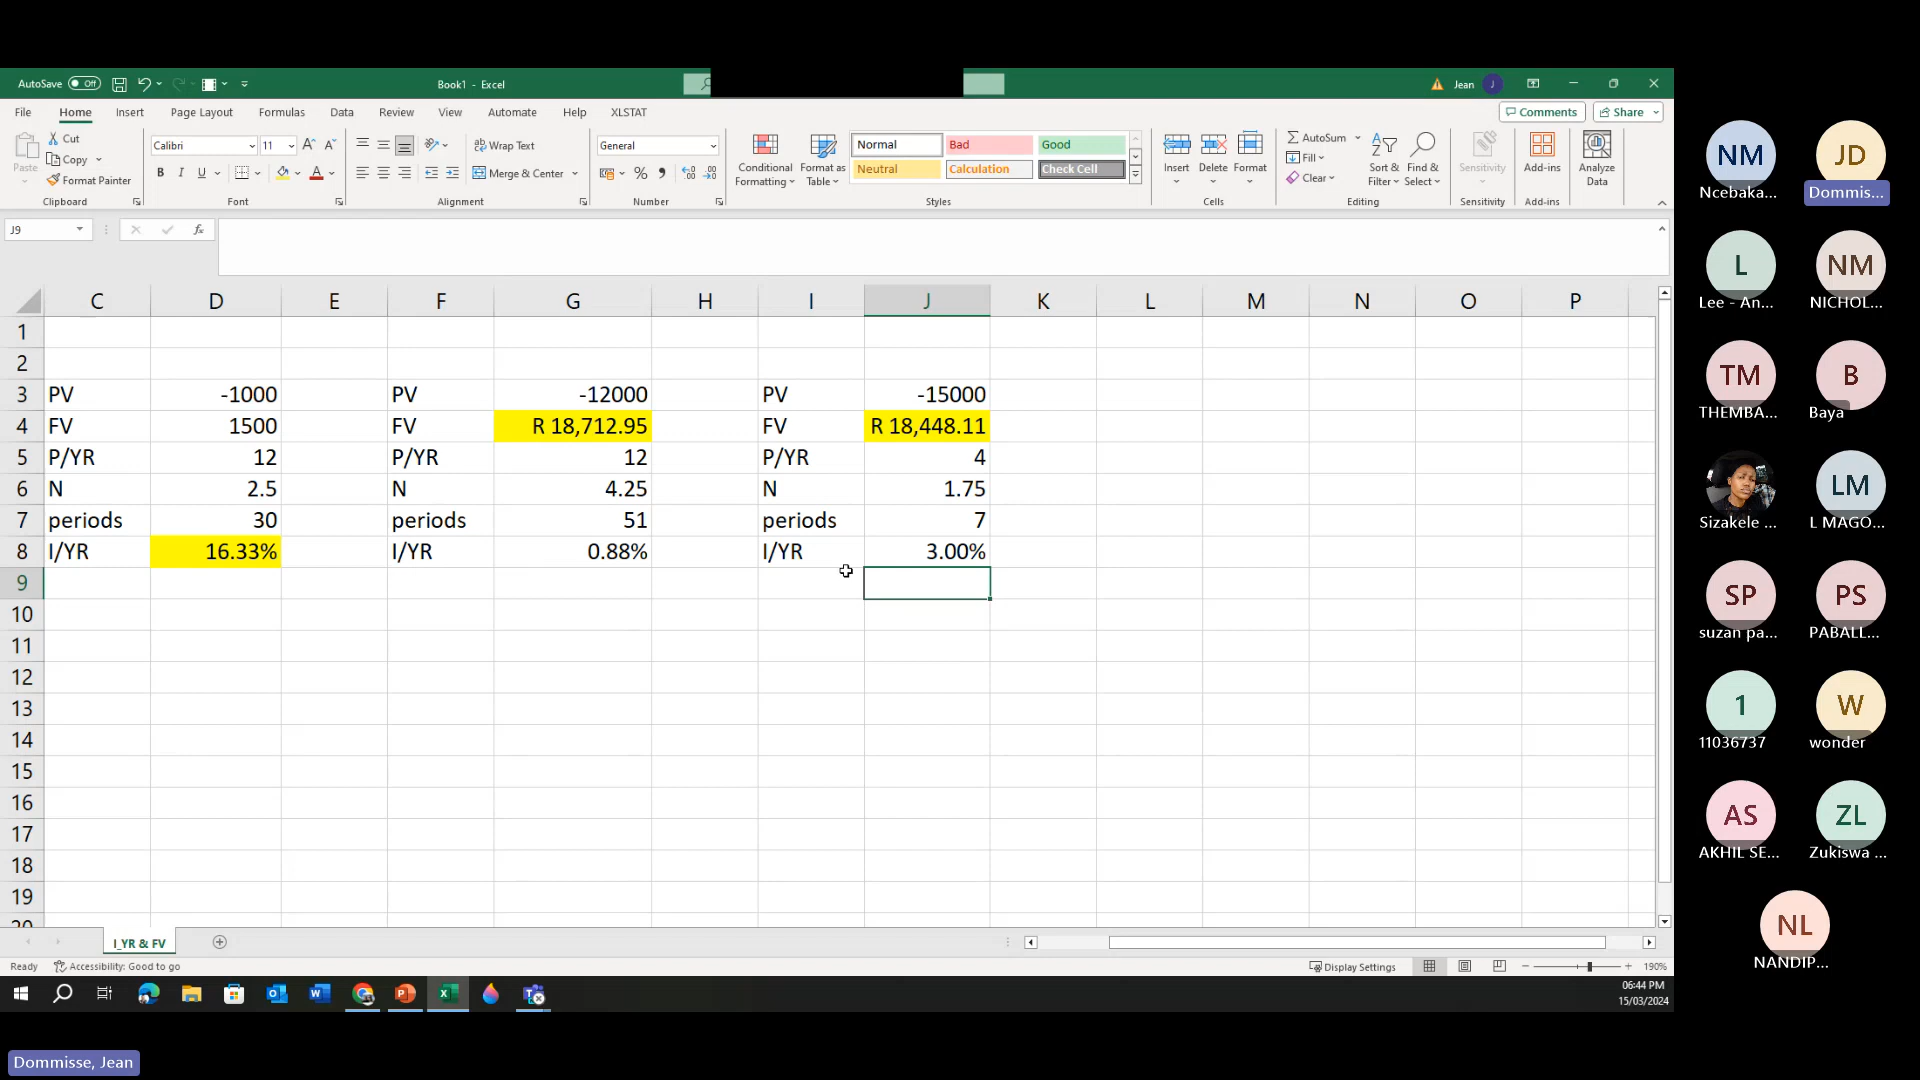 AutoSave Off
Book1 - Excel
Jean J
File Home Insert Page Layout Formulas Data Review View Automate Help XLSTAT
Comments Share
Paste
Cut
Copy
Format Painter
Clipboard
Calibri 11
B I U
Font
Wrap Text
Merge & Center
Alignment
General
Number
Conditional Formatting
Format as Table
Normal Bad Good
Neutral Calculation Check Cell
Styles
Insert Delete Format
Cells
AutoSum
Fill
Clear
Sort & Filter
Find & Select
Editing
Sensitivity
Sensitivity
Add-ins
Add-ins
Analyze Data
J9
fx
C D E F G H I J K L M N O P
1
2
3 PV -1000 PV -12000 PV -15000
4 FV 1500 FV R 18,712.95 FV R 18,448.11
5 P/YR 12 P/YR 12 P/YR 4
6 N 2.5 N 4.25 N 1.75
7 periods 30 periods 51 periods 7
8 I/YR 16.33% I/YR 0.88% I/YR 3.00%
9
10
11
12
13
14
15
16
17
18
19
20
I_YR & FV
Ready Accessibility: Good to go
Display Settings
190%
06:44 PM
15/03/2024
NM JD
Ncebaka... Dommis...
L NM
Lee - An... NICHOL...
TM B
THEMBA... Baya
LM
Sizakele ... L MAGO...
SP PS
suzan pa... PABALL...
1 W
11036737 wonder
AS ZL
AKHIL SE... Zukiswa ...
NL
NANDIP...
Dommisse, Jean